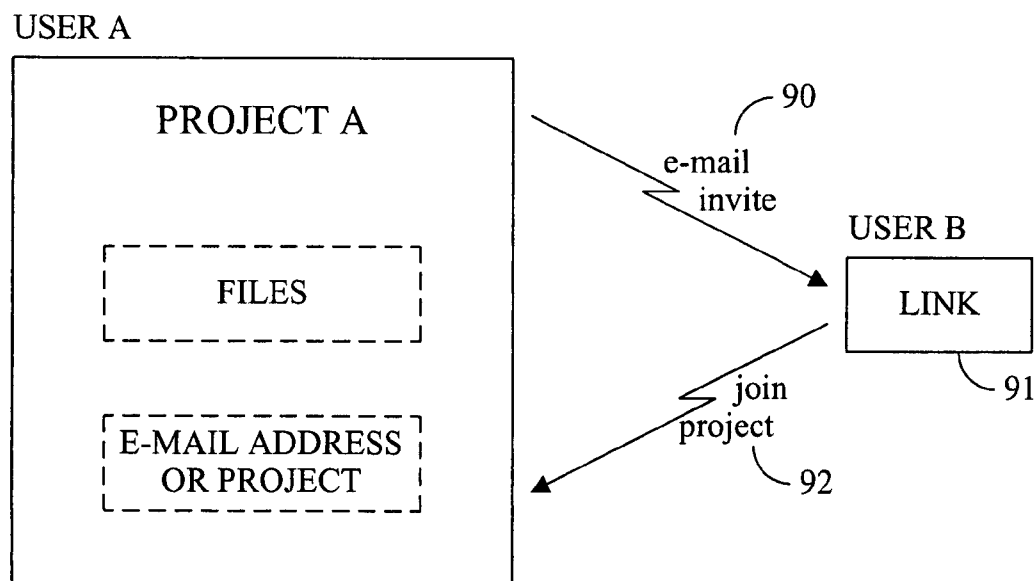 USER A
PROJECT A
90
e-mail
invite
USER B
FILES
LINK
91
join
project
E-MAIL ADDRESS
OR PROJECT
92